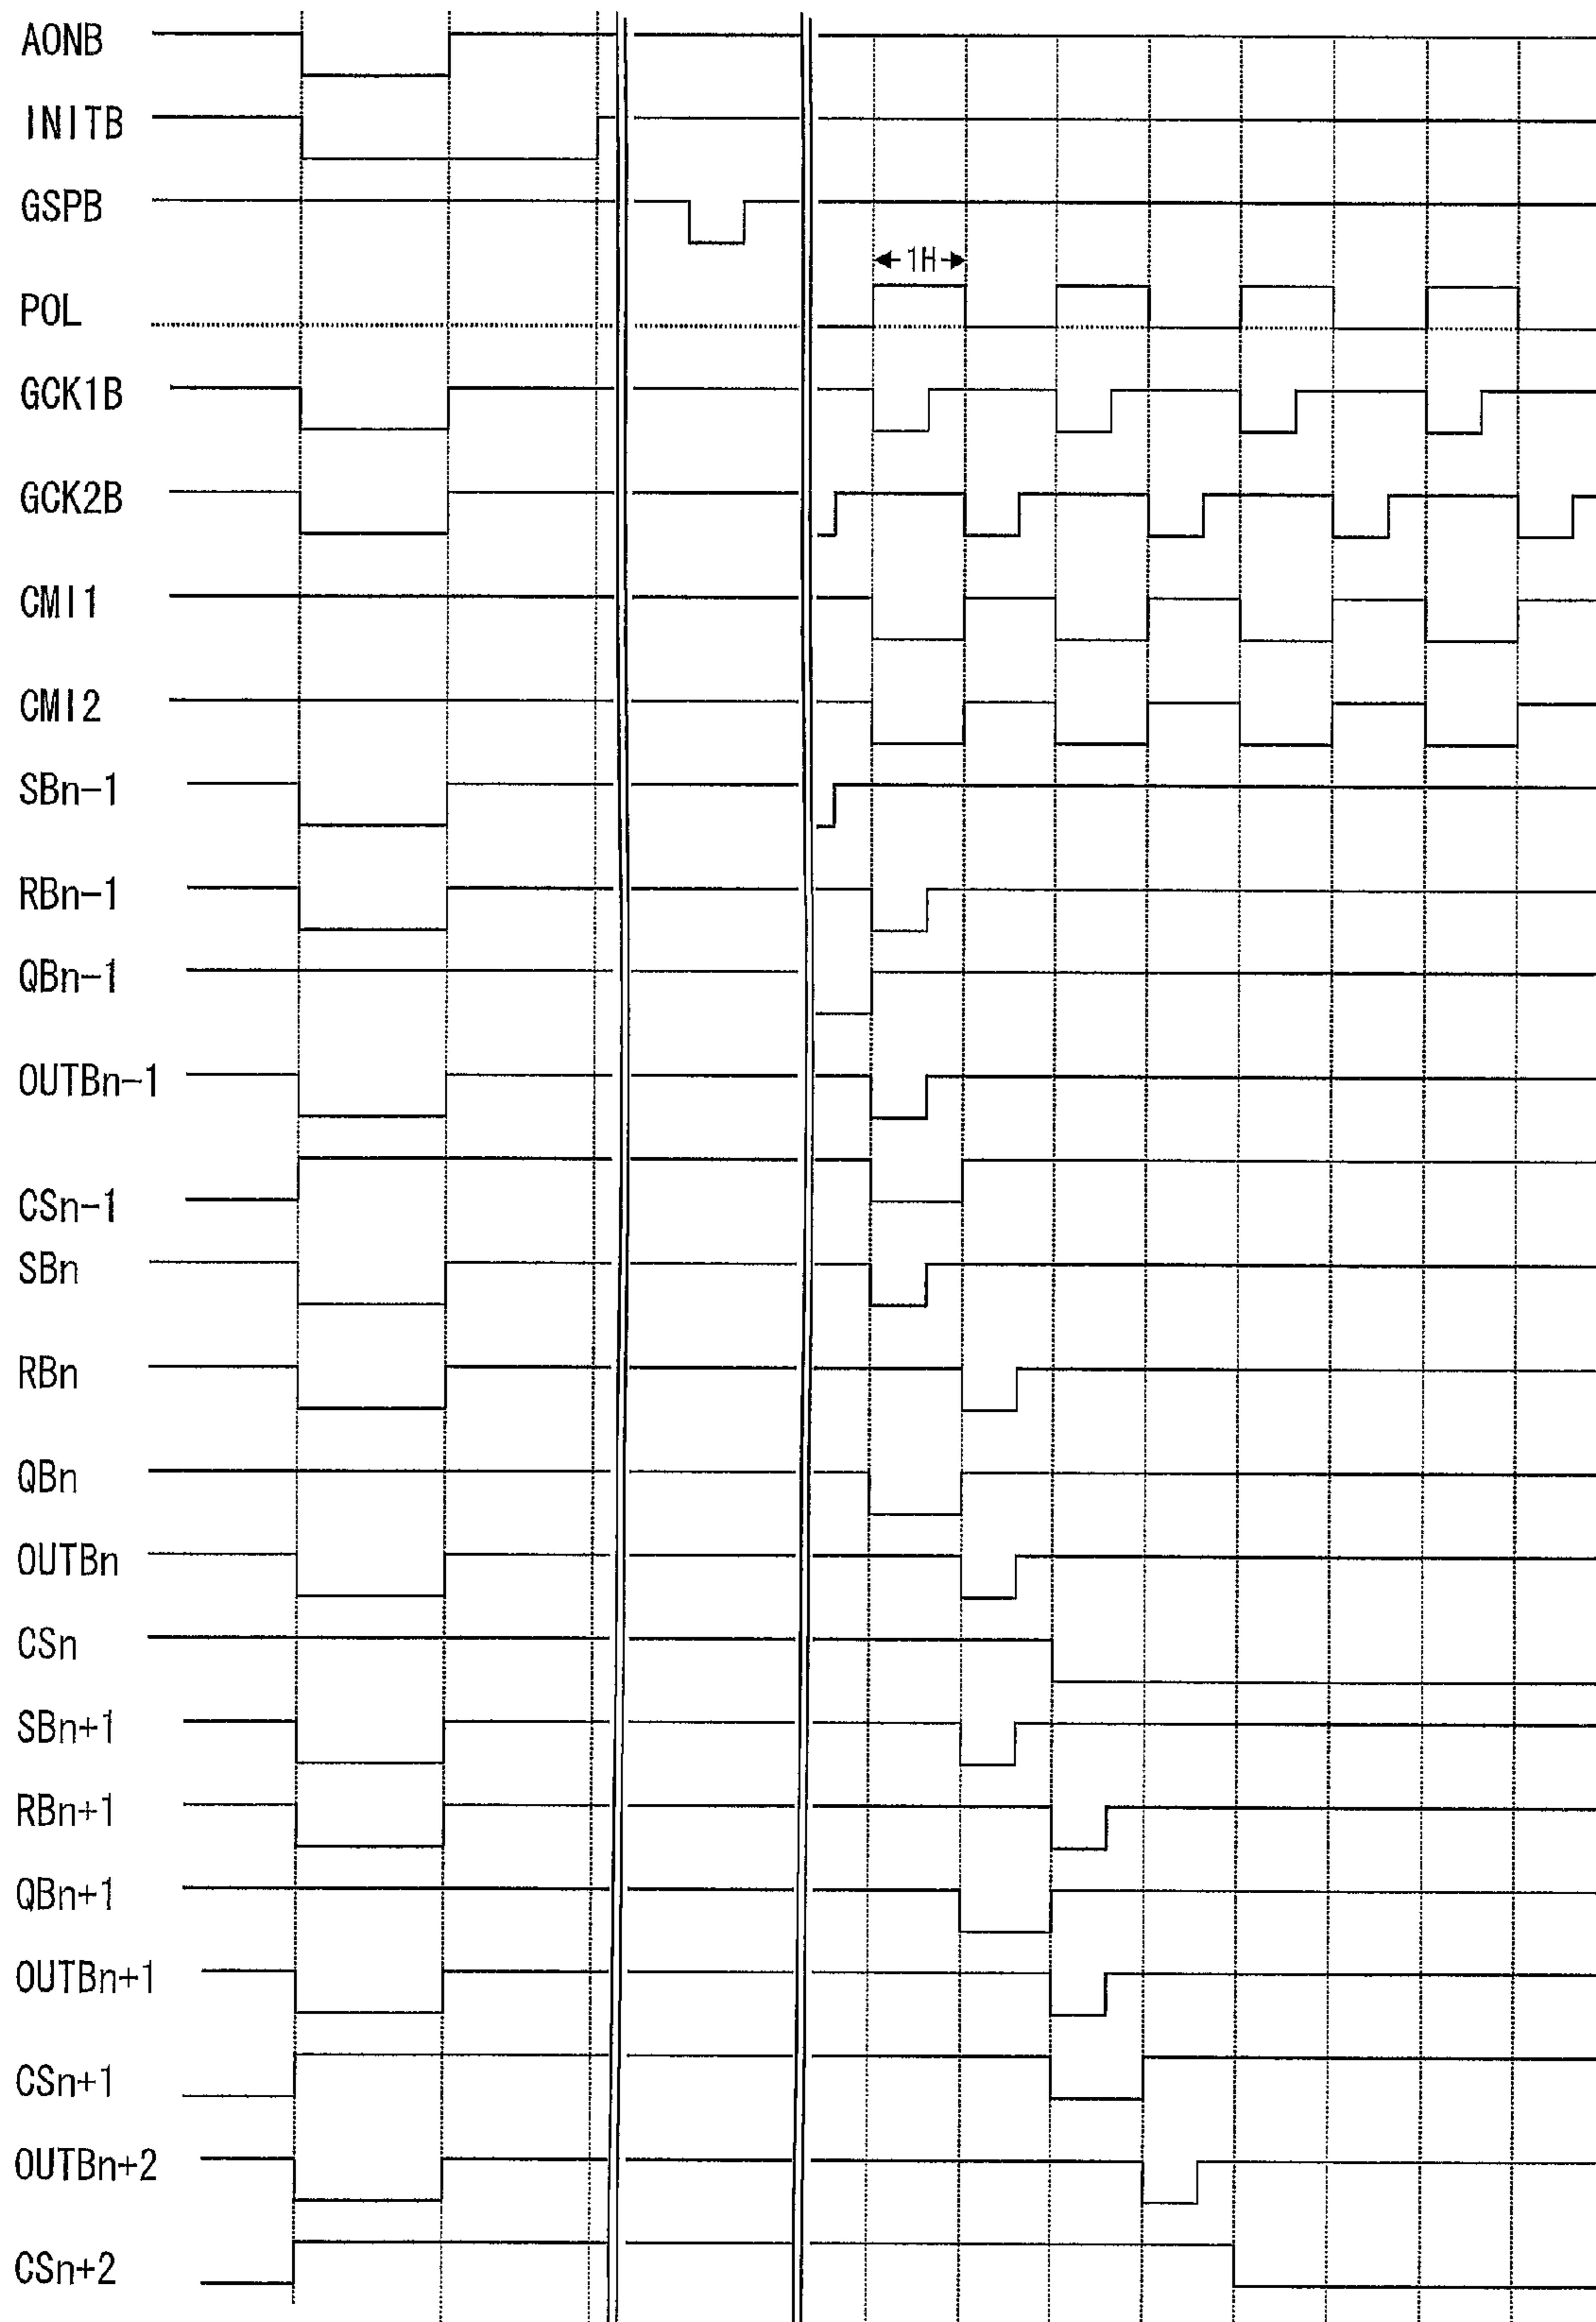 AONB
INITB
GSPB
1H
POL
GCK1B
GCK2B
CMI1
CMI2
SBn-1
RBn-1
QBn-1
OUTBn-1
CSn-1
SBn
RBn
QBn
OUTBn
CSn
SBn+1
RBn+1
QBn+1
OUTBn+1
CSn+1
OUTBn+2
CSn+2